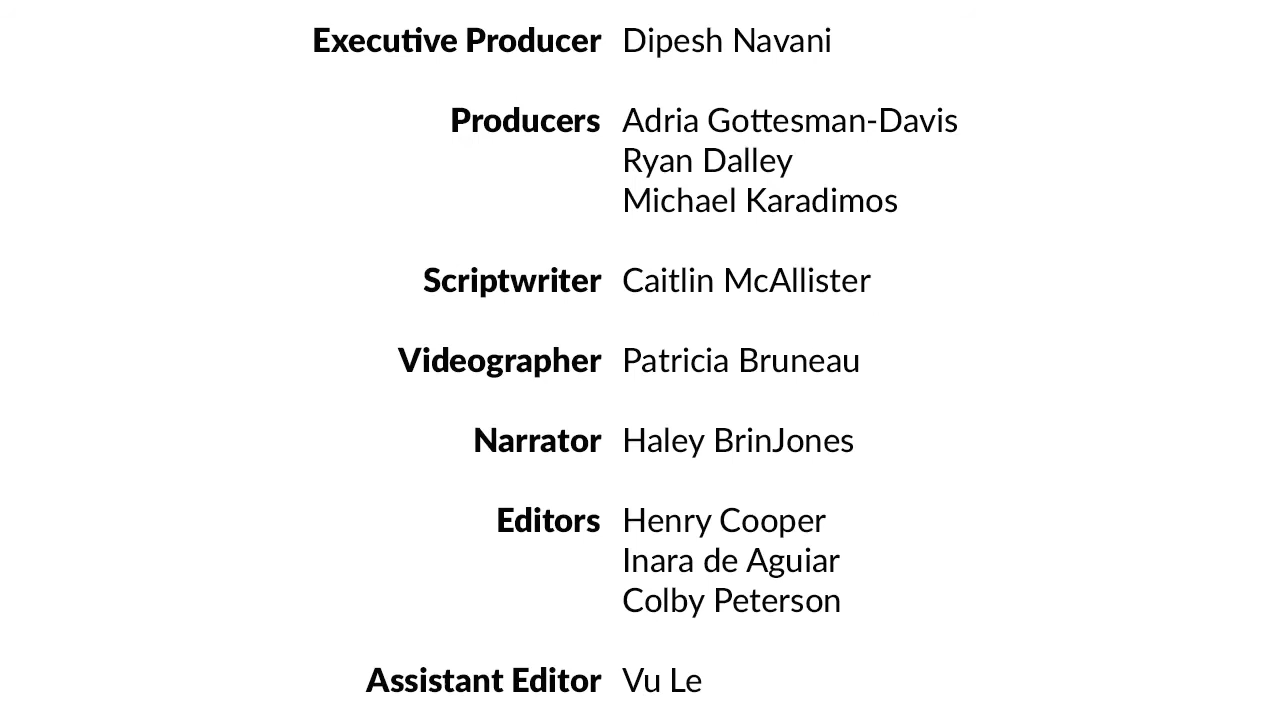 Executive Producer Dipesh Navani
Producers Adria Gottesman-Davis
Ryan Dalley
Michael Karadimos
Scriptwriter Caitlin McAllister
Videographer Patricia Bruneau
Narrator Haley BrinJones
Editors Henry Cooper
Inara de Aguiar
Colby Peterson
Assistant Editor Vu Le